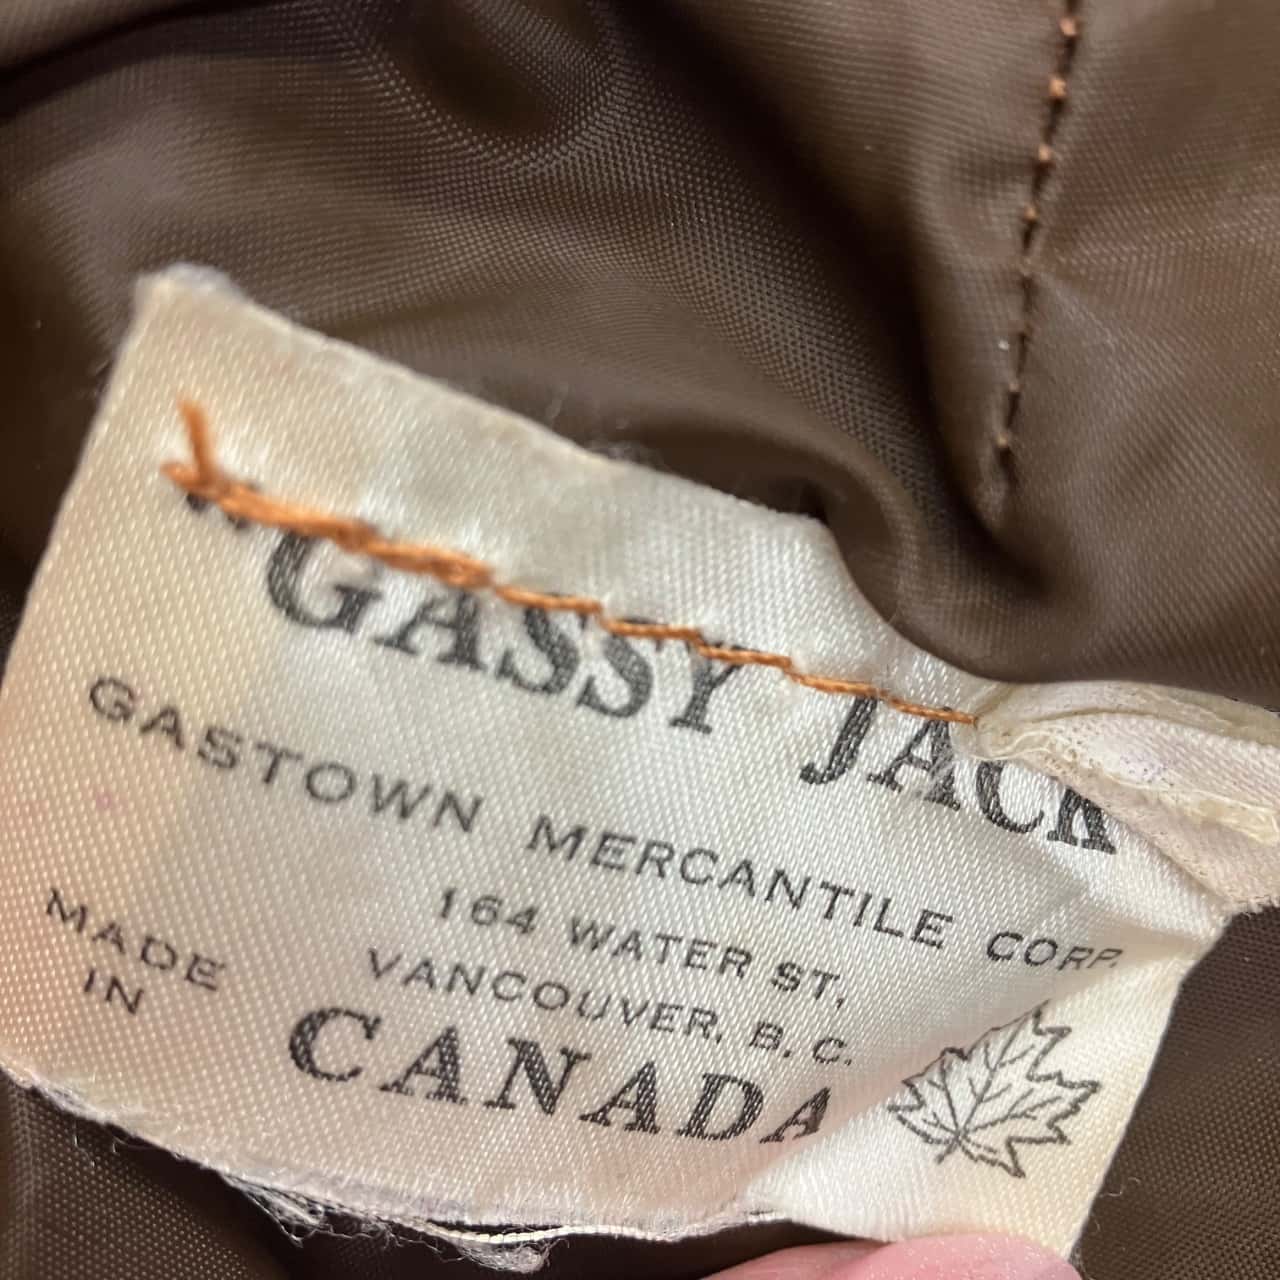 "GASSY JACK
GASTOWN MERCANTILE CORP.
164 WATER ST,
VANCOUVER, B.C.
MADE
IN
CANADA